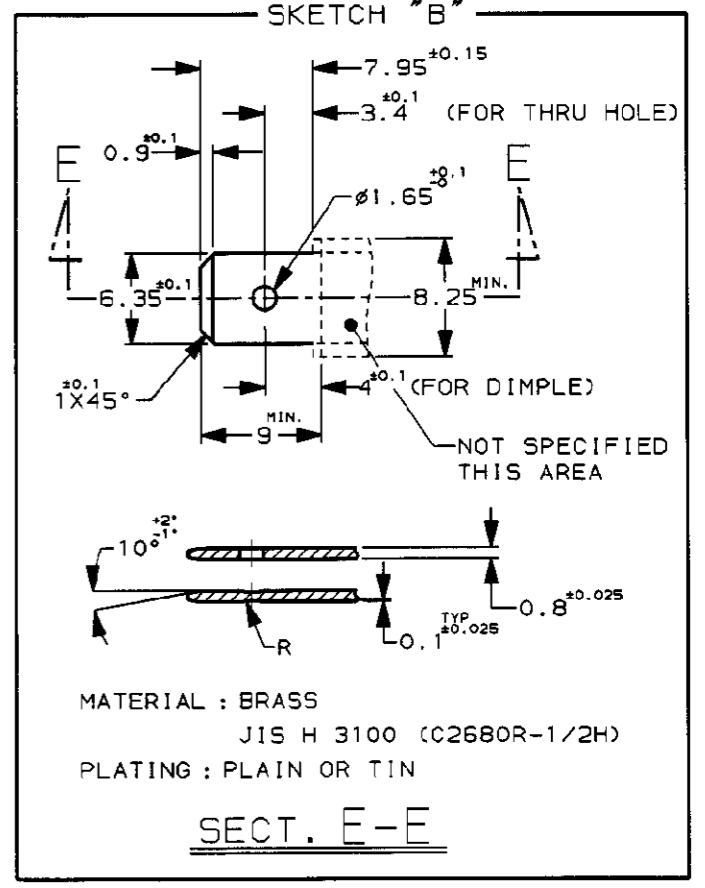 SKETCH "B"
7.95 ±0.15
3.4 ±0.1 (FOR THRU HOLE)
E 0.9 ±0.1 E
ø1.65 +0.1 -0
6.35 ±0.1 8.25 MIN.
1X45° ±0.1
4 ±0.1 (FOR DIMPLE)
9 MIN.
NOT SPECIFIED
THIS AREA
10° +2° -1°
0.8 ±0.025
0.1 TYP ±0.025
R
MATERIAL : BRASS
JIS H 3100 (C2680R-1/2H)
PLATING : PLAIN OR TIN
SECT. E-E